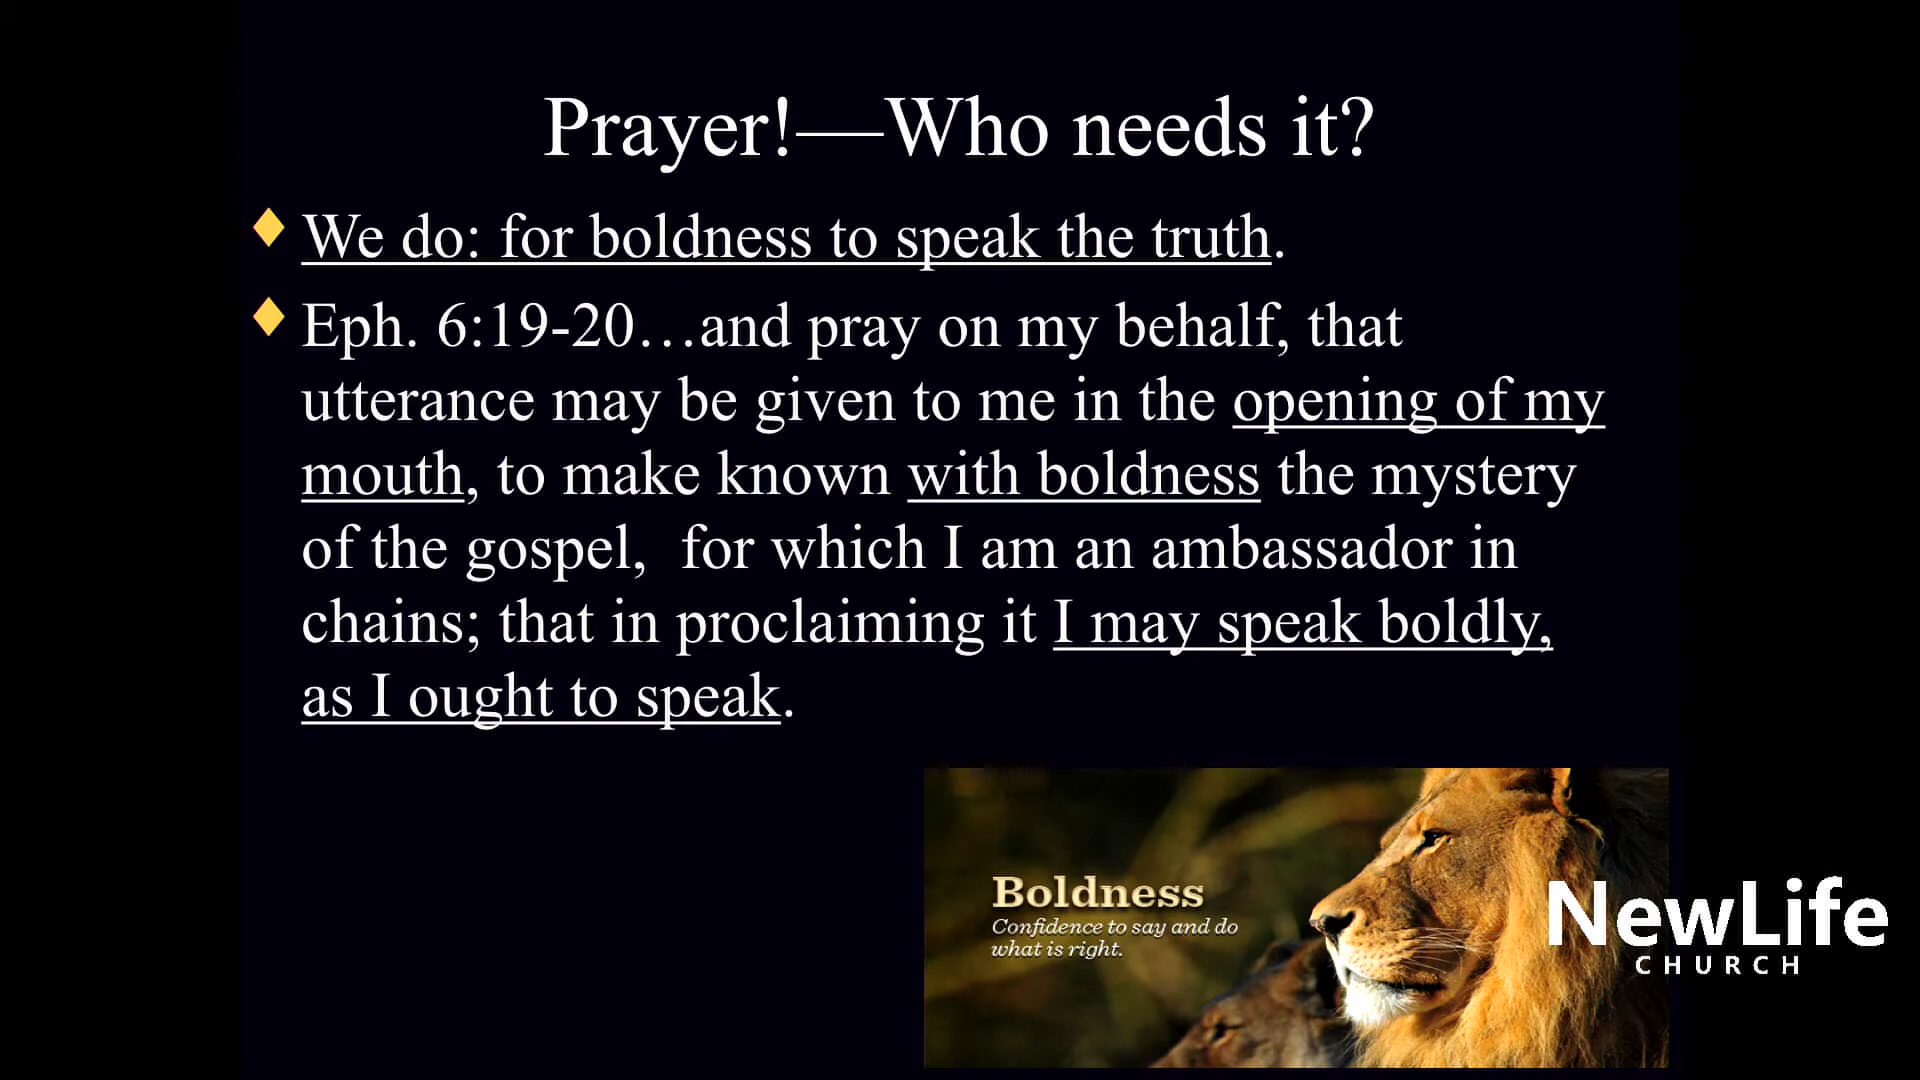 Prayer!—Who needs it?
We do: for boldness to speak the truth.
Eph. 6:19-20…and pray on my behalf, that
utterance may be given to me in the opening of my
mouth, to make known with boldness the mystery
of the gospel,  for which I am an ambassador in
chains; that in proclaiming it I may speak boldly,
as I ought to speak.
Boldness
Confidence to say and do
what is right.
NewLife
CHURCH